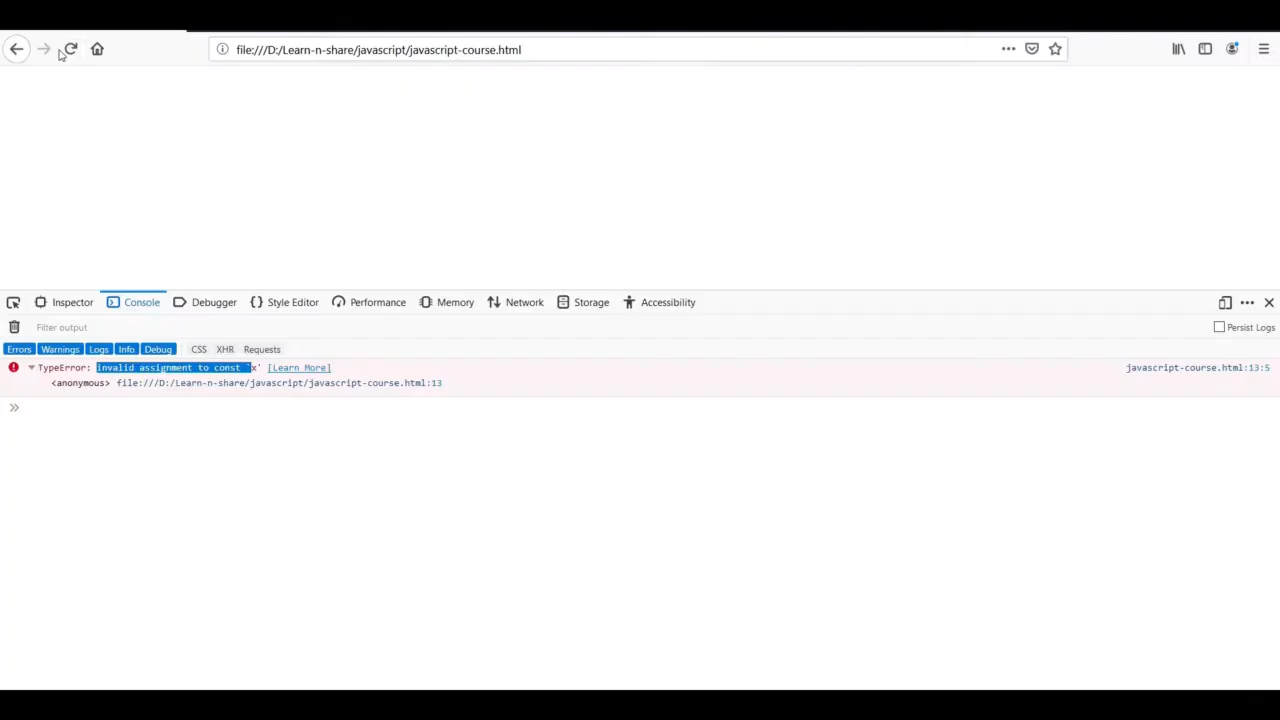 file:///D:/Learn-n-share/javascript/javascript-course.html
Inspector Console Debugger Style Editor Performance Memory Network Storage Accessibility
Filter output Persist Logs
Errors Warnings Logs Info Debug CSS XHR Requests
TypeError: invalid assignment to const `x' [Learn More] javascript-course.html:13:5
<anonymous> file:///D:/Learn-n-share/javascript/javascript-course.html:13